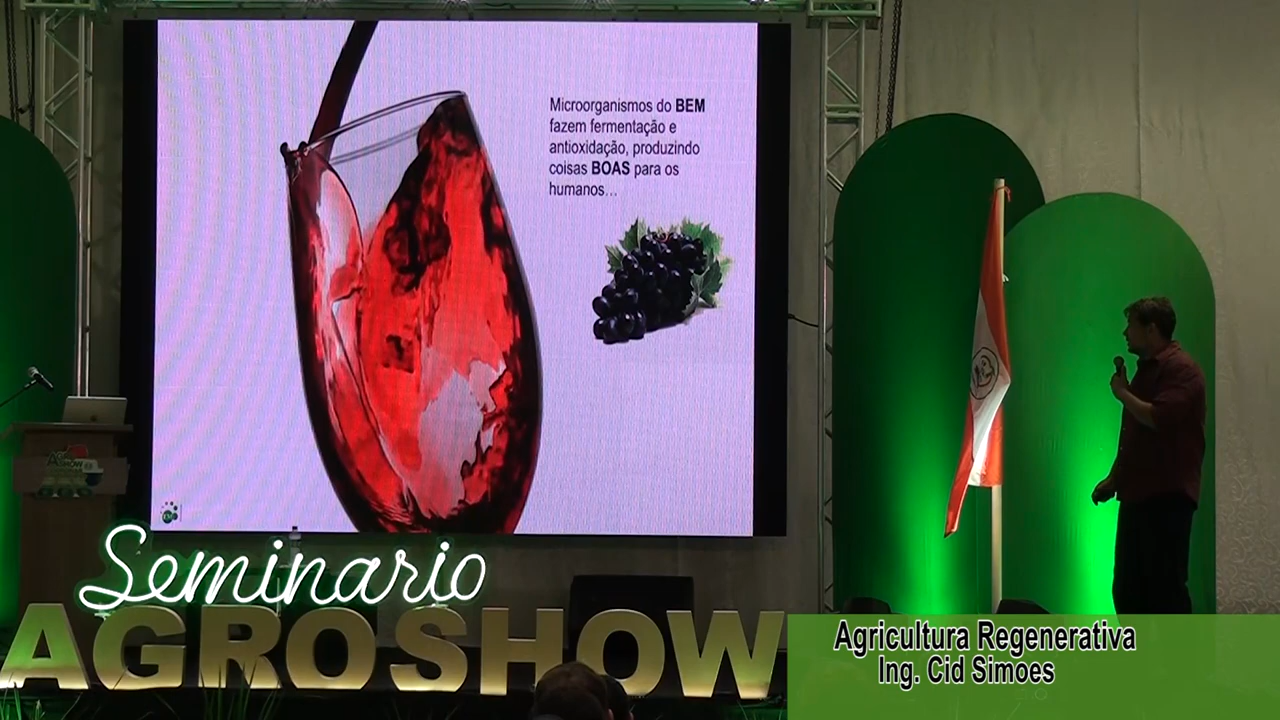 Microorganismos do BEM
fazem fermentação e
antioxidação, produzindo
coisas BOAS para os
humanos...
AGROSHOW
Seminario
AGROSHOW
Agricultura Regenerativa
Ing. Cid Simoes